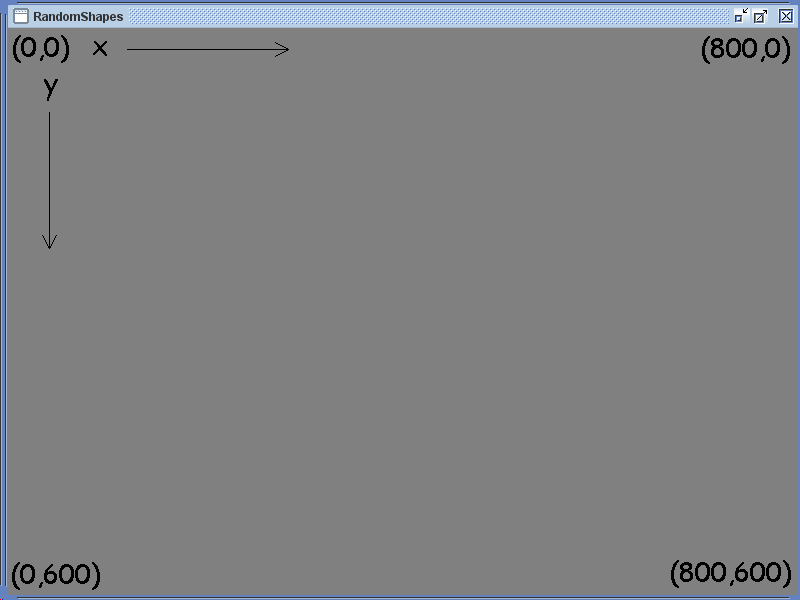 RandomShapes
(0,0) x (800,0)
y
(0,600) (800,600)